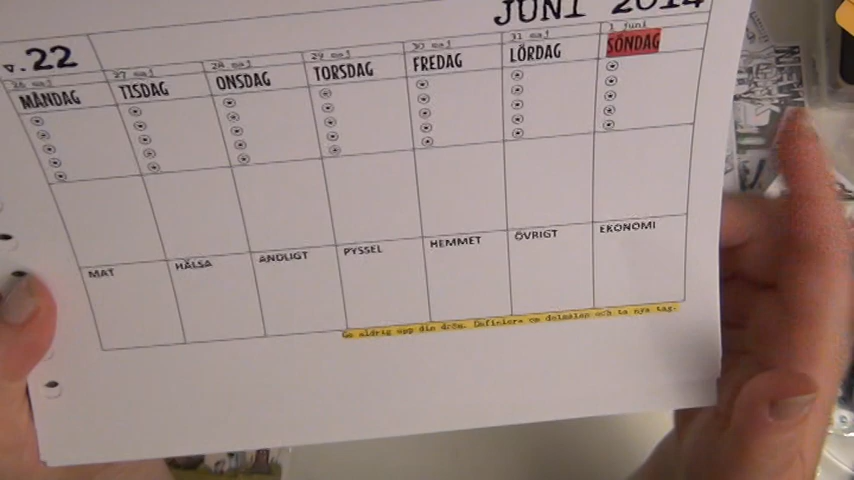 JUNI 2014
v.22
26 maj 27 maj 28 maj 29 maj 30 maj 31 maj 1 juni
MÅNDAG TISDAG ONSDAG TORSDAG FREDAG LÖRDAG SÖNDAG
MAT HÄLSA ANDLIGT PYSSEL HEMMET ÖVRIGT EKONOMI
Ge aldrig upp din dröm. Definiera om delmålen och ta nya tag.